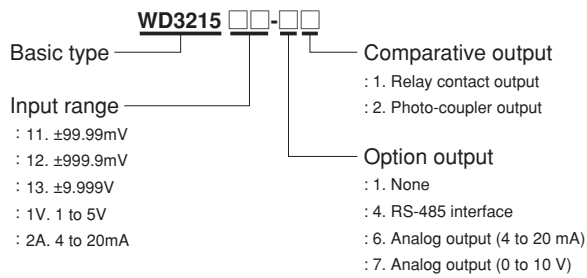 WD3215 □□-□□
Basic type
Comparative output
: 1. Relay contact output
: 2. Photo-coupler output
Input range
: 11. ±99.99mV
: 12. ±999.9mV
: 13. ±9.999V
: 1V. 1 to 5V
: 2A. 4 to 20mA
Option output
: 1. None
: 4. RS-485 interface
: 6. Analog output (4 to 20 mA)
: 7. Analog output (0 to 10 V)